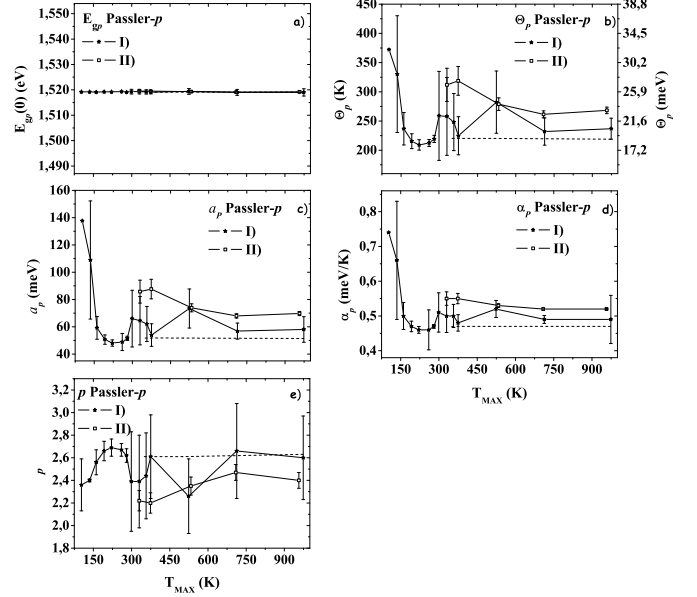 E_gp Passler-p
a)
I)
II)
1,550
1,540
1,530
1,520
1,510
1,500
1,490
E_gp(0) (eV)
Θ_p Passler-p
b)
I)
II)
450
400
350
300
250
200
Θ_p (K)
38,8
34,5
30,2
25,9
21,6
17,2
Θ_p (meV)
a_p Passler-p
c)
I)
II)
160
140
120
100
80
60
40
a_p (meV)
α_p Passler-p
d)
I)
II)
0,8
0,7
0,6
0,5
0,4
α_p (meV/K)
150 300 450 600 750 900
T_MAX (K)
p Passler-p
e)
I)
II)
3,2
3,0
2,8
2,6
2,4
2,2
2,0
1,8
p
0 150 300 450 600 750 900
T_MAX (K)